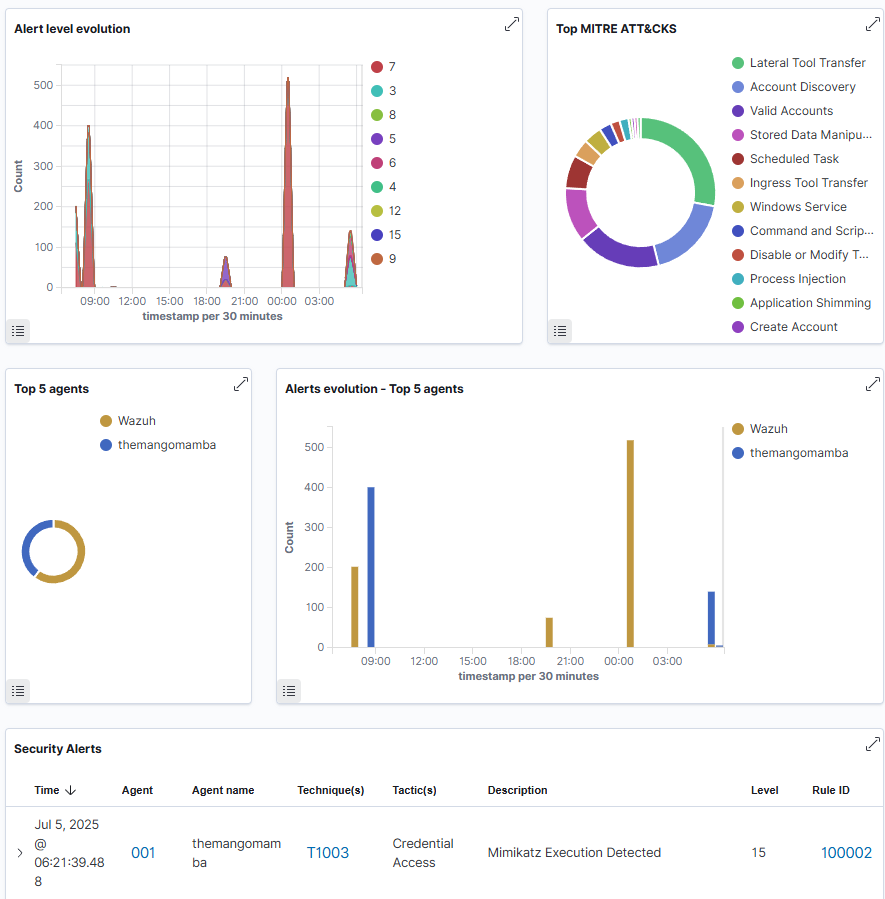 Alert level evolution
500
400
300
200
100
0
Count
09:00 12:00 15:00 18:00 21:00 00:00 03:00
timestamp per 30 minutes
7
3
8
5
6
4
12
15
9
Top MITRE ATT&CKS
Lateral Tool Transfer
Account Discovery
Valid Accounts
Stored Data Manipu...
Scheduled Task
Ingress Tool Transfer
Windows Service
Command and Scrip...
Disable or Modify T...
Process Injection
Application Shimming
Create Account
Top 5 agents
Wazuh
themangomamba
Alerts evolution - Top 5 agents
500
400
300
200
100
0
Count
09:00 12:00 15:00 18:00 21:00 00:00 03:00
timestamp per 30 minutes
Wazuh
themangomamba
Security Alerts
Time Agent Agent name Technique(s) Tactic(s) Description Level Rule ID
Jul 5, 2025
@
06:21:39.48
8
001
themangomam
ba
T1003
Credential
Access
Mimikatz Execution Detected
15
100002